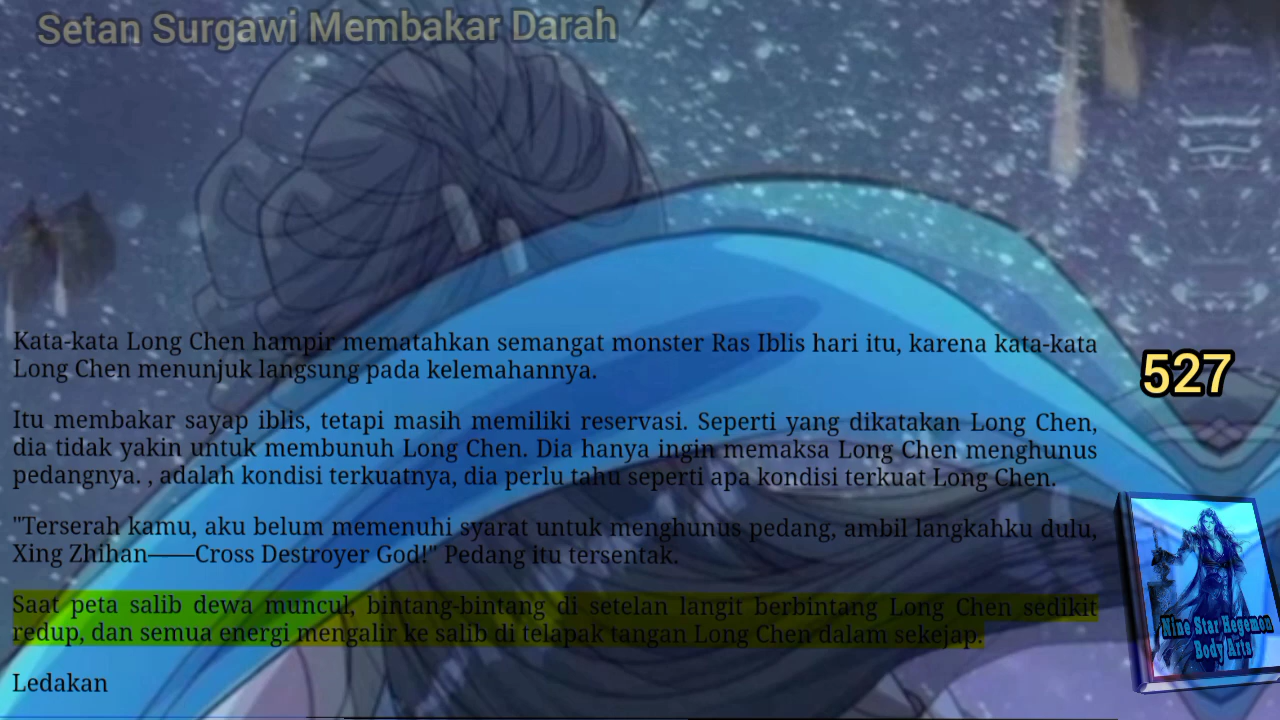 Setan Surgawi Membakar Darah
Kata-kata Long Chen hampir mematahkan semangat monster Ras Iblis hari itu, karena kata-kata
Long Chen menunjuk langsung pada kelemahannya.
Itu membakar sayap iblis, tetapi masih memiliki reservasi. Seperti yang dikatakan Long Chen,
dia tidak yakin untuk membunuh Long Chen. Dia hanya ingin memaksa Long Chen menghunus
pedangnya. , adalah kondisi terkuatnya, dia perlu tahu seperti apa kondisi terkuat Long Chen.
"Terserah kamu, aku belum memenuhi syarat untuk menghunus pedang, ambil langkahku dulu,
Xing Zhihan——Cross Destroyer God!" Pedang itu tersentak.
Saat peta salib dewa muncul, bintang-bintang di setelan langit berbintang Long Chen sedikit
redup, dan semua energi mengalir ke salib di telapak tangan Long Chen dalam sekejap.
Ledakan
527
Nine Star Hegemon
Body Arts